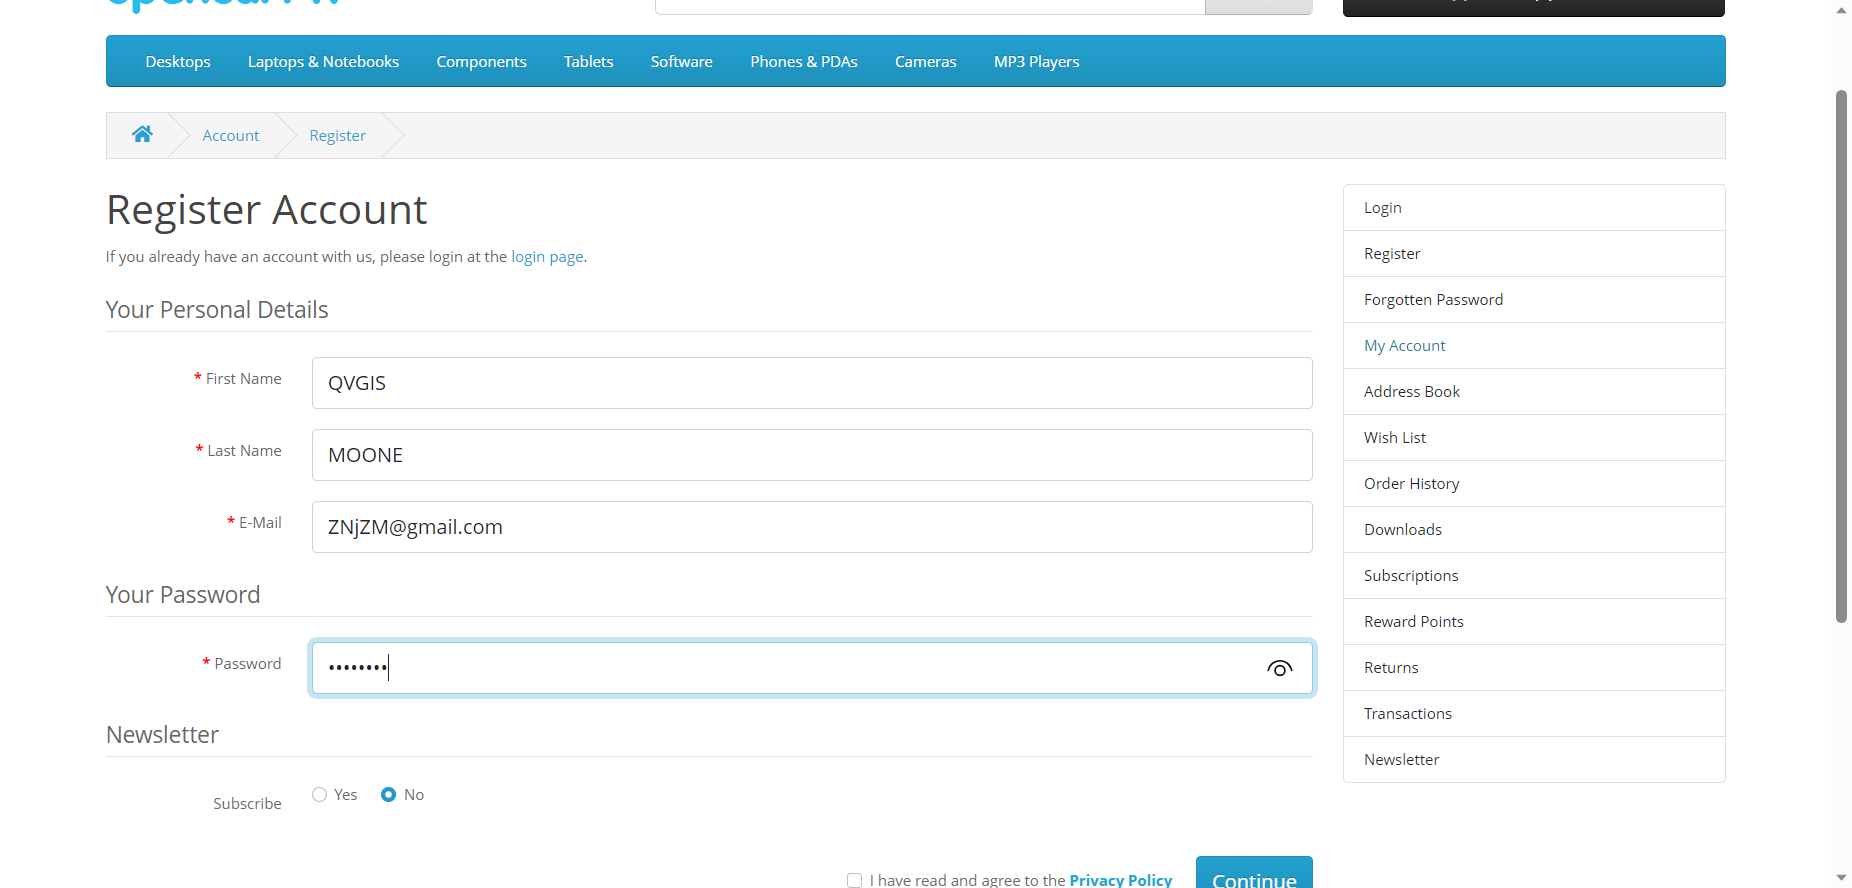 Desktops Laptops & Notebooks Components Tablets Software Phones & PDAs Cameras MP3 Players
Account Register
Register Account
If you already have an account with us, please login at the login page.
Your Personal Details
* First Name QVGIS
* Last Name MOONE
* E-Mail ZNjZM@gmail.com
Your Password
* Password ••••••••
Newsletter
Subscribe Yes No
I have read and agree to the Privacy Policy Continue
Login
Register
Forgotten Password
My Account
Address Book
Wish List
Order History
Downloads
Subscriptions
Reward Points
Returns
Transactions
Newsletter